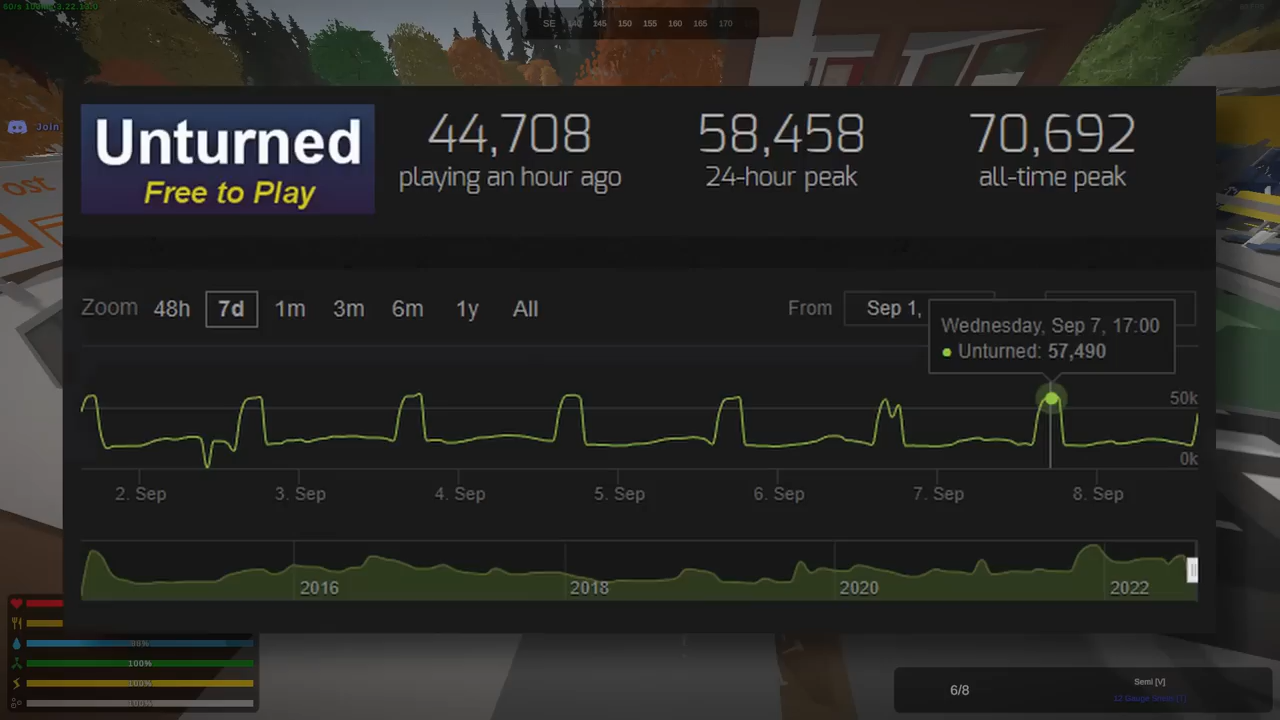 SE 140 145 150 155 160 165 170
Join
ost
Unturned
Free to Play
44,708
playing an hour ago
58,458
24-hour peak
70,692
all-time peak
Zoom 48h 7d 1m 3m 6m 1y All
From Sep 1,
Wednesday, Sep 7, 17:00
Unturned: 57,490
50k
0k
2. Sep 3. Sep 4. Sep 5. Sep 6. Sep 7. Sep 8. Sep
2016 2018 2020 2022
100%
100%
100%
6/8
Semi [V]